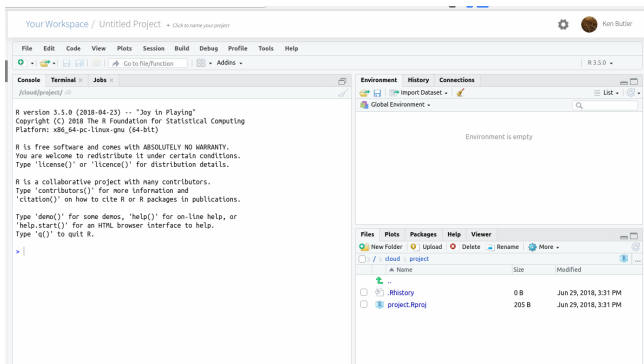 Your Workspace / Untitled Project ← Click to name your project
Ken Butler
File Edit Code View Plots Session Build Debug Profile Tools Help
Go to file/function
Addins
R 3.5.0
Console Terminal × Jobs ×
/cloud/project/
R version 3.5.0 (2018-04-23) -- "Joy in Playing"
Copyright (C) 2018 The R Foundation for Statistical Computing
Platform: x86_64-pc-linux-gnu (64-bit)
R is free software and comes with ABSOLUTELY NO WARRANTY.
You are welcome to redistribute it under certain conditions.
Type 'license()' or 'licence()' for distribution details.
R is a collaborative project with many contributors.
Type 'contributors()' for more information and
'citation()' on how to cite R or R packages in publications.
Type 'demo()' for some demos, 'help()' for on-line help, or
'help.start()' for an HTML browser interface to help.
Type 'q()' to quit R.
>
Environment History Connections
Import Dataset
List
Global Environment
Environment is empty
Files Plots Packages Help Viewer
New Folder Upload Delete Rename More
/ cloud project ...
Name Size Modified
..
.Rhistory 0 B Jun 29, 2018, 3:31 PM
project.Rproj 205 B Jun 29, 2018, 3:31 PM